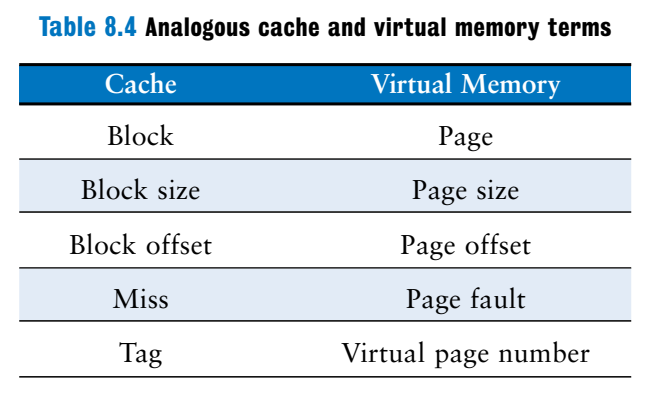 Table 8.4 Analogous cache and virtual memory terms
Cache Virtual Memory
Block Page
Block size Page size
Block offset Page offset
Miss Page fault
Tag Virtual page number